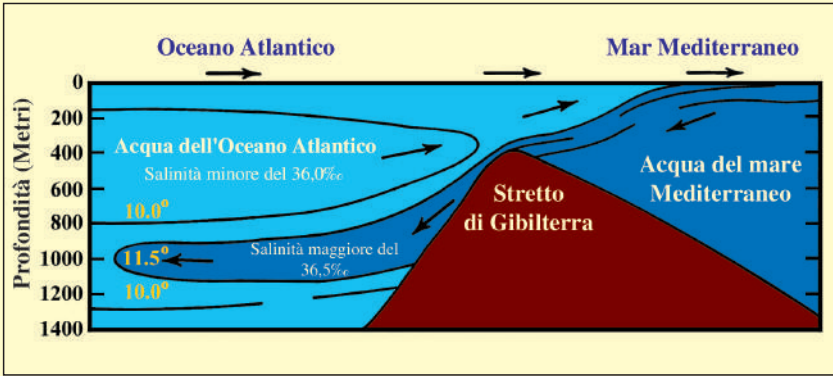 Oceano Atlantico
Mar Mediterraneo
Profondità (Metri)
0
200
400
600
800
1000
1200
1400
Acqua dell'Oceano Atlantico
Salinità minore del 36,0‰
10.0°
11.5°
10.0°
Salinità maggiore del
36,5‰
Stretto
di Gibilterra
Acqua del mare
Mediterraneo